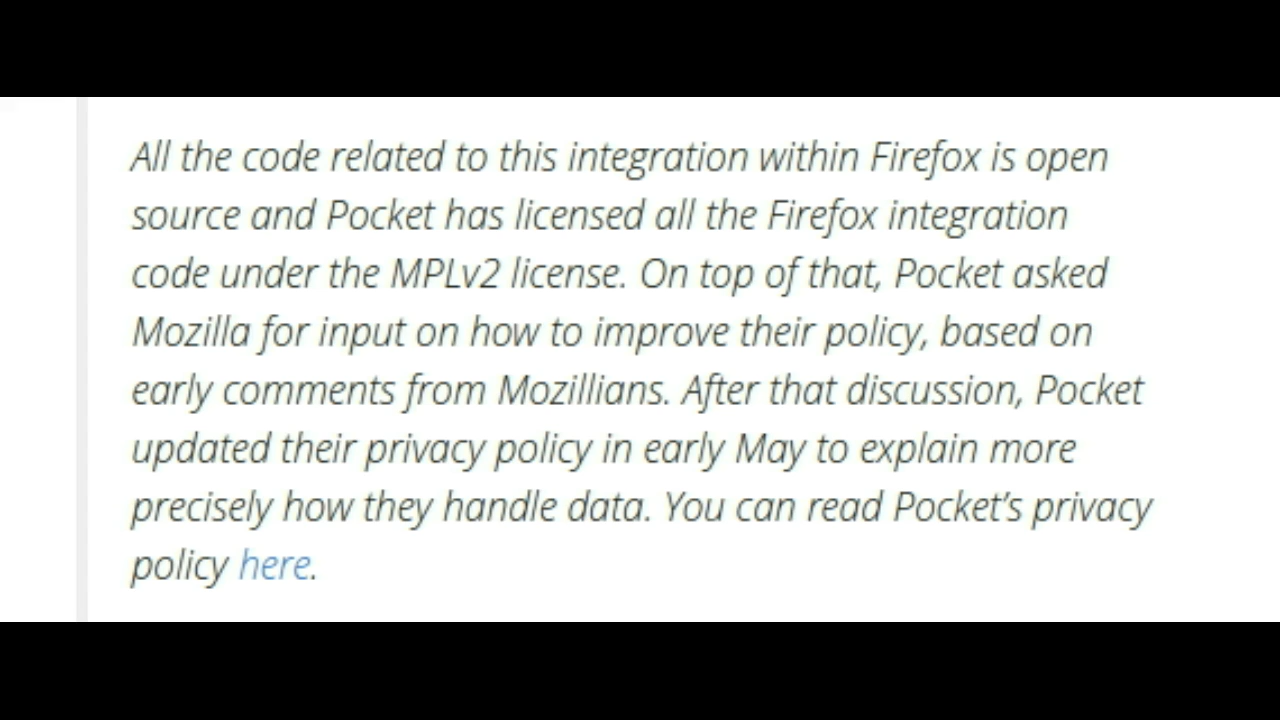 All the code related to this integration within Firefox is open
source and Pocket has licensed all the Firefox integration
code under the MPLv2 license. On top of that, Pocket asked
Mozilla for input on how to improve their policy, based on
early comments from Mozillians. After that discussion, Pocket
updated their privacy policy in early May to explain more
precisely how they handle data. You can read Pocket’s privacy
policy here.